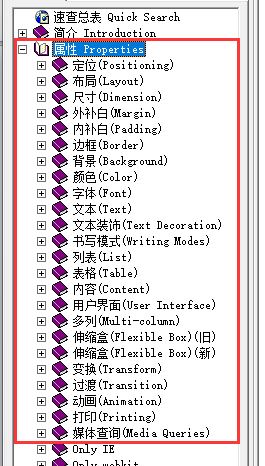 速查总表 Quick Search
简介 Introduction
属性 Properties
定位(Positioning)
布局(Layout)
尺寸(Dimension)
外补白(Margin)
内补白(Padding)
边框(Border)
背景(Background)
颜色(Color)
字体(Font)
文本(Text)
文本装饰(Text Decoration)
书写模式(Writing Modes)
列表(List)
表格(Table)
内容(Content)
用户界面(User Interface)
多列(Multi-column)
伸缩盒(Flexible Box)(旧)
伸缩盒(Flexible Box)(新)
变换(Transform)
过渡(Transition)
动画(Animation)
打印(Printing)
媒体查询(Media Queries)
Only IE
Only webkit